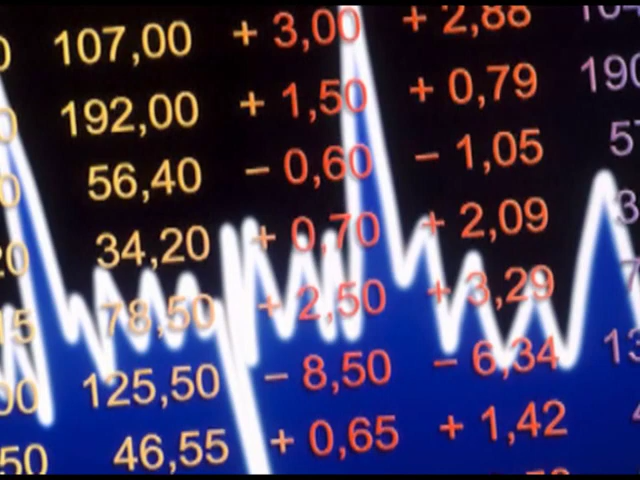 107,00 + 3,00 + 2,88
192,00 + 1,50 + 0,79 190
56,40 − 0,60 − 1,05
34,20 + 0,70 + 2,09
78,50 + 2,50 + 3,29
125,50 − 8,50 − 6,34
46,55 + 0,65 + 1,42